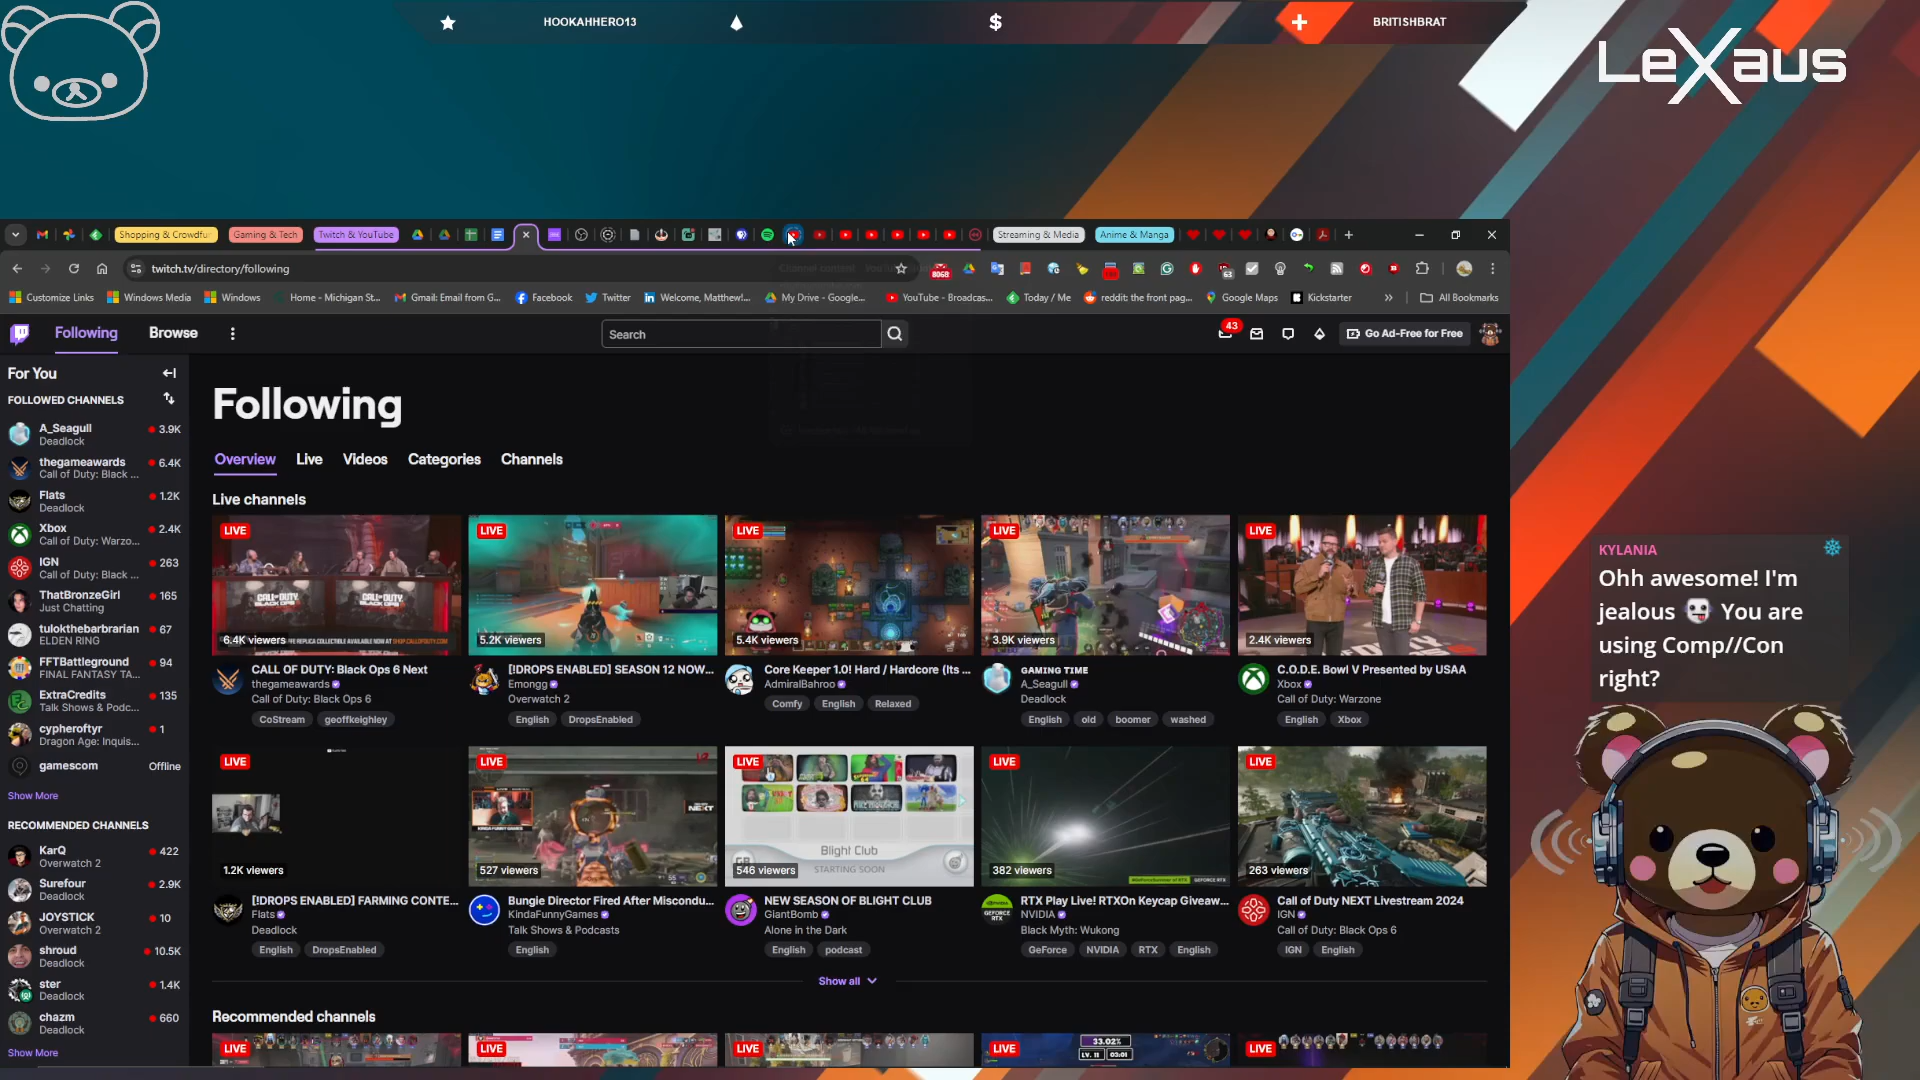 HOOKAHHERO13
BRITISHBRAT
LeXaus
Shopping & Crowdfu
Gaming & Tech
Twitch & YouTube
Streaming & Media
Anime & Manga
twitch.tv/directory/following
Customize Links
Windows Media
Windows
Home - Michigan St...
Gmail: Email from G...
Facebook
Twitter
Welcome, Matthew!...
My Drive - Google...
YouTube - Broadcas...
Today / Me
reddit: the front pag...
Google Maps
Kickstarter
All Bookmarks
Following
Browse
Search
43
Go Ad-Free for Free
For You
FOLLOWED CHANNELS
A_Seagull
3.9K
Deadlock
thegameawards
6.4K
Call of Duty: Black ...
Flats
1.2K
Deadlock
Xbox
2.4K
Call of Duty: Warzo...
IGN
263
Call of Duty: Black ...
ThatBronzeGirl
165
Just Chatting
tulokthebarbarian
67
ELDEN RING
FFTBattleground
94
FINAL FANTASY TA...
ExtraCredits
135
Talk Shows & Podc...
cypheroftyr
1
Dragon Age: Inquis...
gamescom
Offline
Show More
RECOMMENDED CHANNELS
KarQ
422
Overwatch 2
Surefour
2.9K
Deadlock
JOYSTICK
10
Overwatch 2
shroud
10.5K
Deadlock
ster
1.4K
Deadlock
chazm
660
Deadlock
Show More
Following
Overview
Live
Videos
Categories
Channels
Live channels
LIVE
6.4K viewers
CALL OF DUTY: Black Ops 6 Next
thegameawards
Call of Duty: Black Ops 6
CoStream
geoffkeighley
LIVE
5.2K viewers
[!DROPS ENABLED] SEASON 12 NOW...
Emongg
Overwatch 2
English
DropsEnabled
LIVE
5.4K viewers
Core Keeper 1.0! Hard / Hardcore (Its ...
AdmiralBahroo
Comfy
English
Relaxed
LIVE
3.9K viewers
GAMING TIME
A_Seagull
Deadlock
English
old
boomer
washed
LIVE
2.4K viewers
C.O.D.E. Bowl V Presented by USAA
Xbox
Call of Duty: Warzone
English
Xbox
LIVE
1.2K viewers
[!DROPS ENABLED] FARMING CONTE...
Flats
Deadlock
English
DropsEnabled
LIVE
527 viewers
Bungie Director Fired After Miscondu...
KindaFunnyGames
Talk Shows & Podcasts
English
LIVE
Blight Club
STARTING SOON
546 viewers
NEW SEASON OF BLIGHT CLUB
GiantBomb
Alone in the Dark
English
podcast
LIVE
382 viewers
RTX Play Live! RTXOn Keycap Giveaw...
NVIDIA
Black Myth: Wukong
GeForce
NVIDIA
RTX
English
LIVE
263 viewers
Call of Duty NEXT Livestream 2024
IGN
Call of Duty: Black Ops 6
IGN
English
Show all
Recommended channels
LIVE
LIVE
LIVE
LIVE
33.02%
LV. 11
03:01
LIVE
KYLANIA
Ohh awesome! I'm
jealous 👻 You are
using Comp//Con
right?